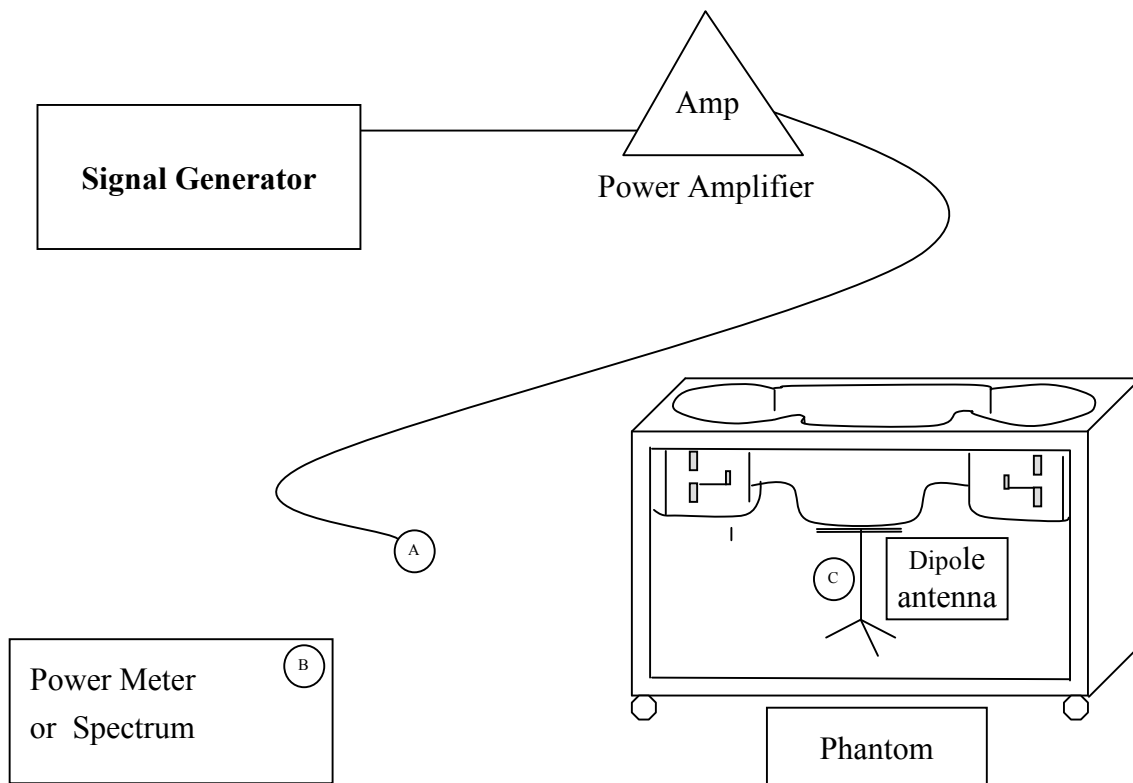 Amp
Signal Generator
Power Amplifier
A
Dipole
antenna
C
B
Power Meter
or Spectrum
Phantom